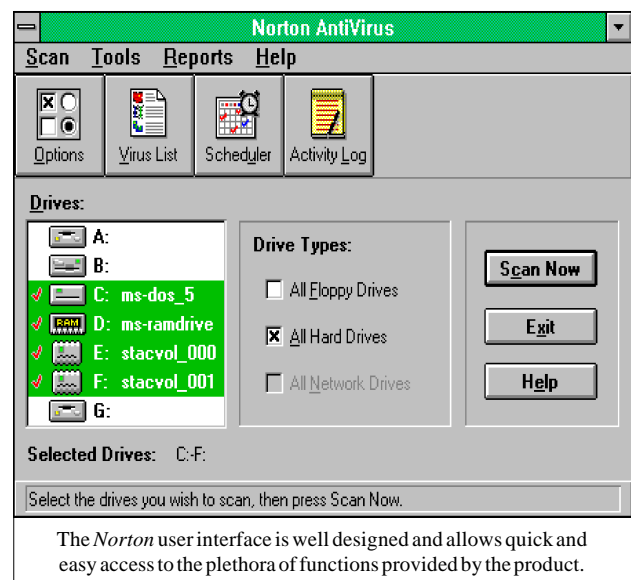 Norton AntiVirus
Scan Tools Reports Help
Options Virus List Scheduler Activity Log
Drives:
A:
B:
C: ms-dos_5
RAM D: ms-ramdrive
E: stacvol_000
F: stacvol_001
G:
Drive Types:
All Floppy Drives
All Hard Drives
All Network Drives
Scan Now
Exit
Help
Selected Drives: C:-F:
Select the drives you wish to scan, then press Scan Now.
The Norton user interface is well designed and allows quick and
easy access to the plethora of functions provided by the product.